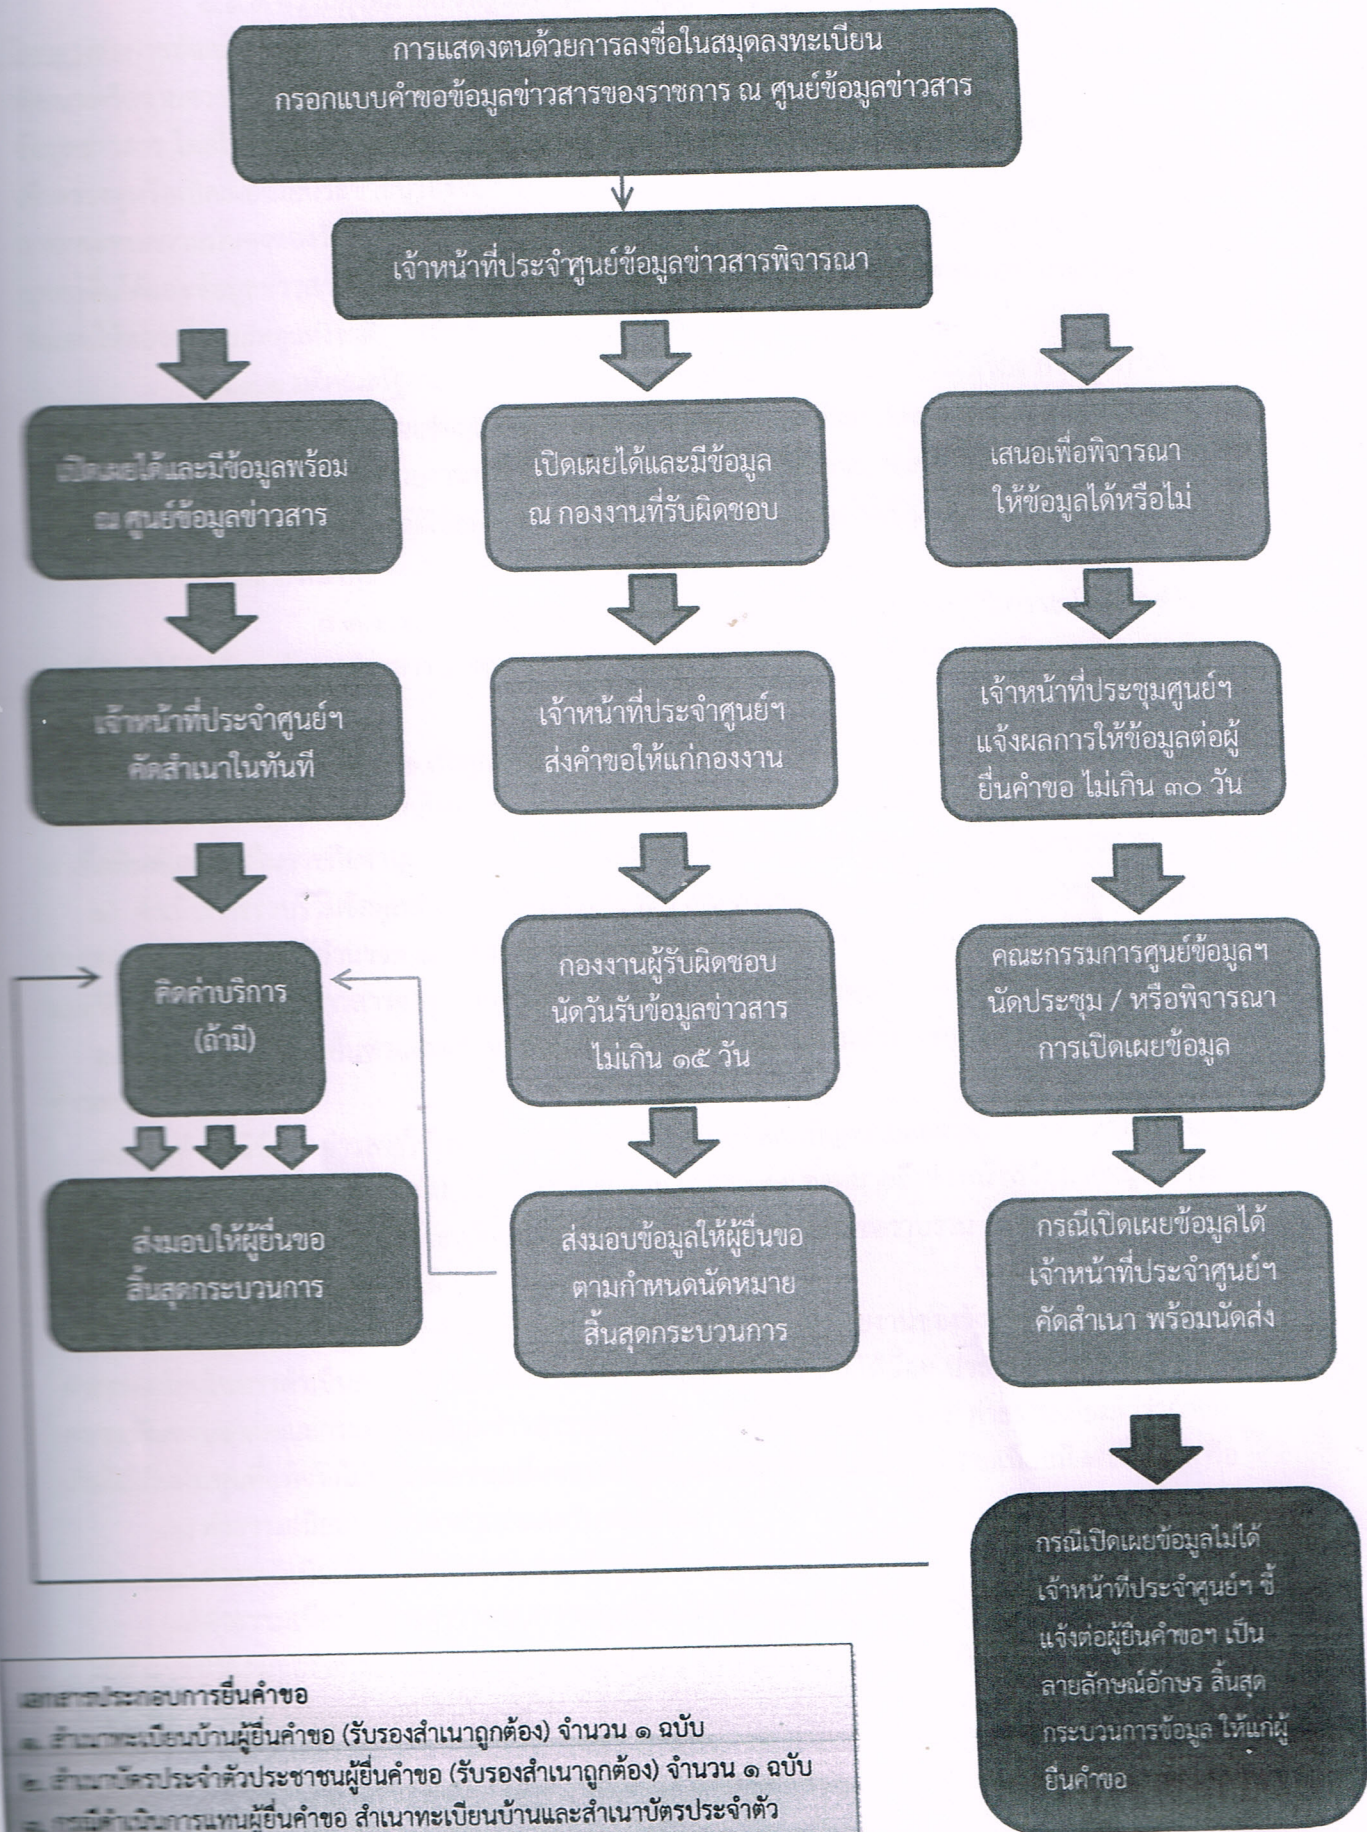 การแสดงตนด้วยการลงชื่อในสมุดลงทะเบียน
กรอกแบบคำขอข้อมูลข่าวสารของราชการ ณ ศูนย์ข้อมูลข่าวสาร
เจ้าหน้าที่ประจำศูนย์ข้อมูลข่าวสารพิจารณา
เปิดเผยได้และมีข้อมูลพร้อม
ณ ศูนย์ข้อมูลข่าวสาร
เปิดเผยได้และมีข้อมูล
ณ กองงานที่รับผิดชอบ
เสนอเพื่อพิจารณา
ให้ข้อมูลได้หรือไม่
เจ้าหน้าที่ประจำศูนย์ฯ
คัดสำเนาในทันที
เจ้าหน้าที่ประจำศูนย์ฯ
ส่งคำขอให้แก่กองงาน
เจ้าหน้าที่ประชุมศูนย์ฯ
แจ้งผลการให้ข้อมูลต่อผู้
ยื่นคำขอ ไม่เกิน ๓๐ วัน
คิดค่าบริการ
(ถ้ามี)
กองงานผู้รับผิดชอบ
นัดวันรับข้อมูลข่าวสาร
ไม่เกิน ๑๕ วัน
คณะกรรมการศูนย์ข้อมูลฯ
นัดประชุม / หรือพิจารณา
การเปิดเผยข้อมูล
ส่งมอบให้ผู้ยื่นขอ
สิ้นสุดกระบวนการ
ส่งมอบข้อมูลให้ผู้ยื่นขอ
ตามกำหนดนัดหมาย
สิ้นสุดกระบวนการ
กรณีเปิดเผยข้อมูลได้
เจ้าหน้าที่ประจำศูนย์ฯ
คัดสำเนา พร้อมนัดส่ง
กรณีเปิดเผยข้อมูลไม่ได้
เจ้าหน้าที่ประจำศูนย์ฯ ชี้
แจ้งต่อผู้ยืนคำขอฯ เป็น
ลายลักษณ์อักษร สิ้นสุด
กระบวนการข้อมูล ให้แก่ผู้
ยื่นคำขอ
เอกสารประกอบการยื่นคำขอ
๑. สำเนาทะเบียนบ้านผู้ยื่นคำขอ (รับรองสำเนาถูกต้อง) จำนวน ๑ ฉบับ
๒. สำเนาบัตรประจำตัวประชาชนผู้ยื่นคำขอ (รับรองสำเนาถูกต้อง) จำนวน ๑ ฉบับ
๓. กรณีดำเนินการแทนผู้ยื่นคำขอ สำเนาทะเบียนบ้านและสำเนาบัตรประจำตัว